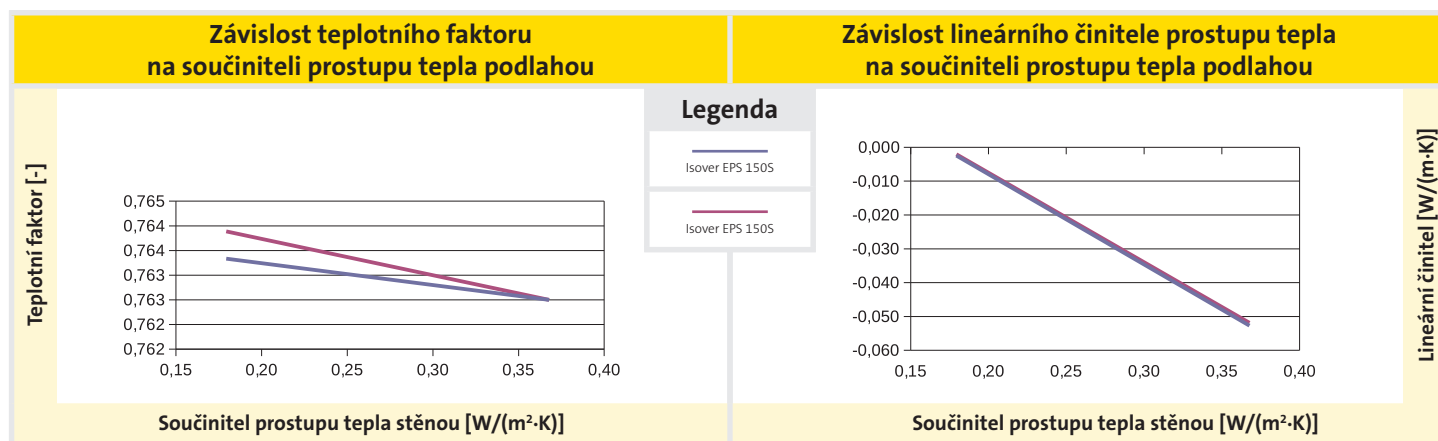 Závislost teplotního faktoru
na součiniteli prostupu tepla podlahou
Závislost lineárního činitele prostupu tepla
na součiniteli prostupu tepla podlahou
Teplotní faktor [-]
0,765
0,764
0,764
0,763
0,763
0,762
0,762
0,15
0,20
0,25
0,30
0,35
0,40
Součinitel prostupu tepla stěnou [W/(m²·K)]
Legenda
Isover EPS 150S
Isover EPS 150S
0,000
-0,010
-0,020
-0,030
-0,040
-0,050
-0,060
0,15
0,20
0,25
0,30
0,35
0,40
Lineární činitel [W/(m·K)]
Součinitel prostupu tepla stěnou [W/(m²·K)]